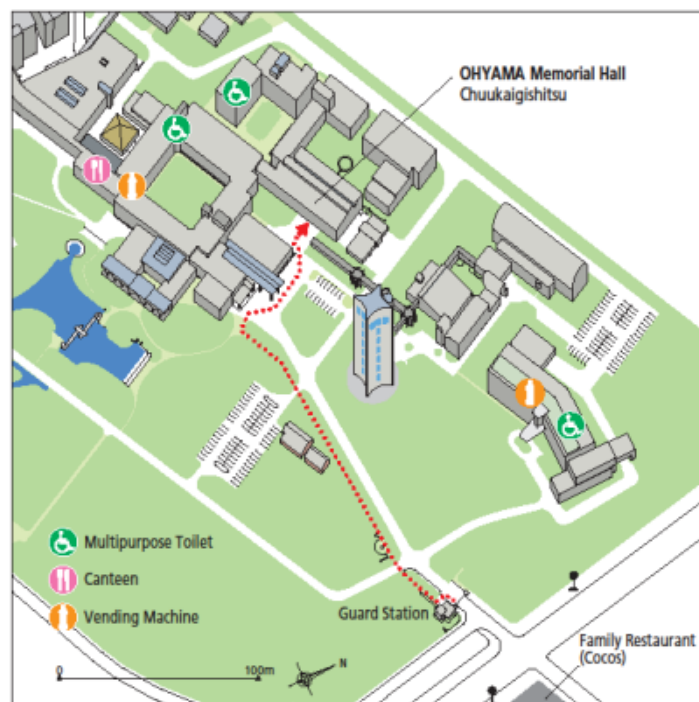 OHYAMA Memorial Hall
Chuukaigishitsu
Multipurpose Toilet
Canteen
Vending Machine
Guard Station
0
100m
N
Family Restaurant
(Cocos)